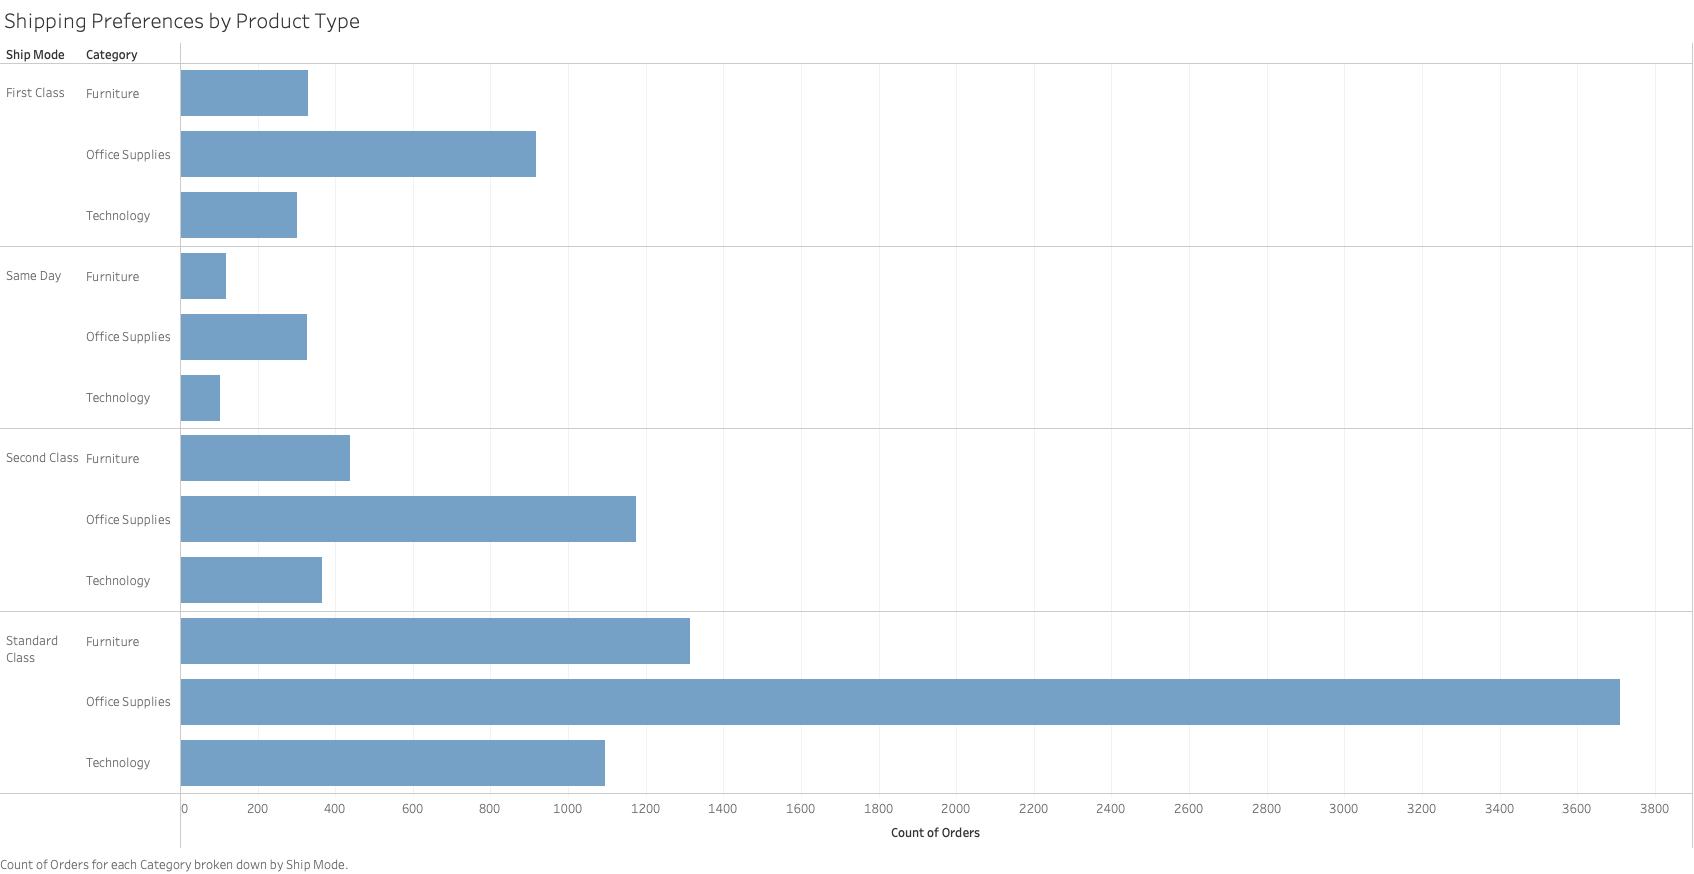 Shipping Preferences by Product Type
Ship Mode Category
First Class Furniture
Office Supplies
Technology
Same Day Furniture
Office Supplies
Technology
Second Class Furniture
Office Supplies
Technology
Standard Class Furniture
Office Supplies
Technology
0 200 400 600 800 1000 1200 1400 1600 1800 2000 2200 2400 2600 2800 3000 3200 3400 3600 3800
Count of Orders
Count of Orders for each Category broken down by Ship Mode.